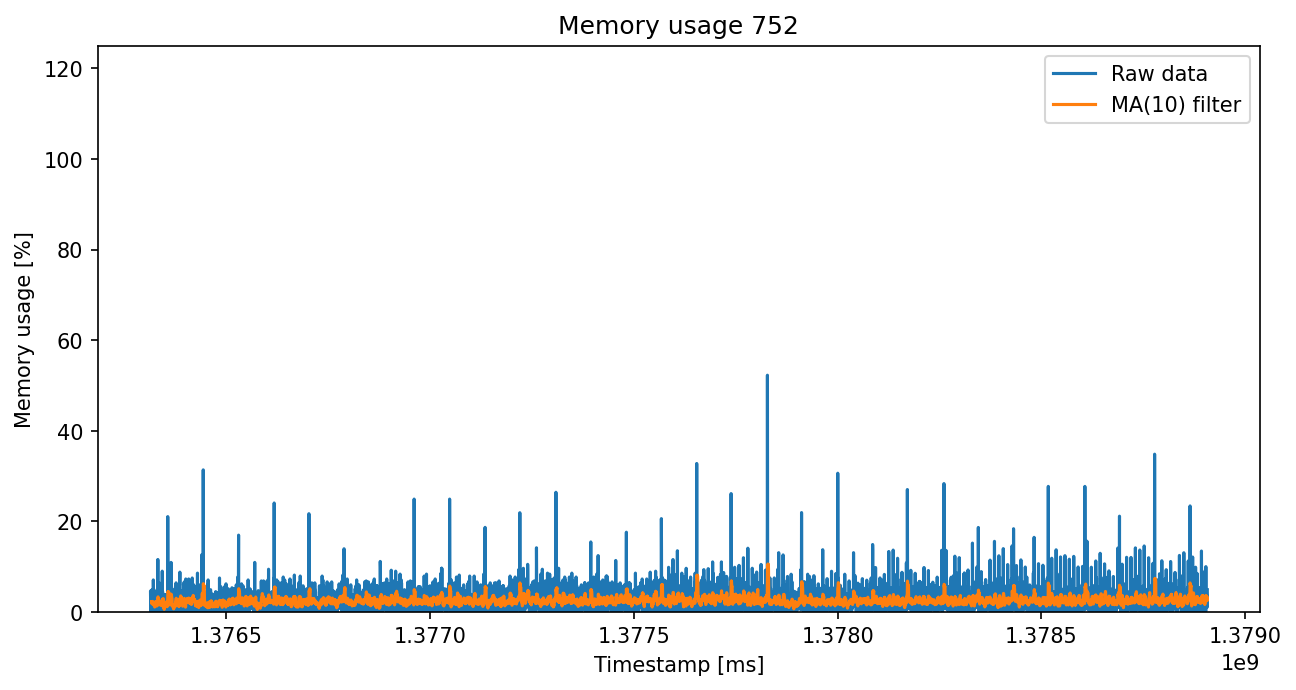 Memory usage 752
Raw data
MA(10) filter
Memory usage [%]
120
100
80
60
40
20
0
1.3765 1.3770 1.3775 1.3780 1.3785 1.3790
Timestamp [ms]
1e9